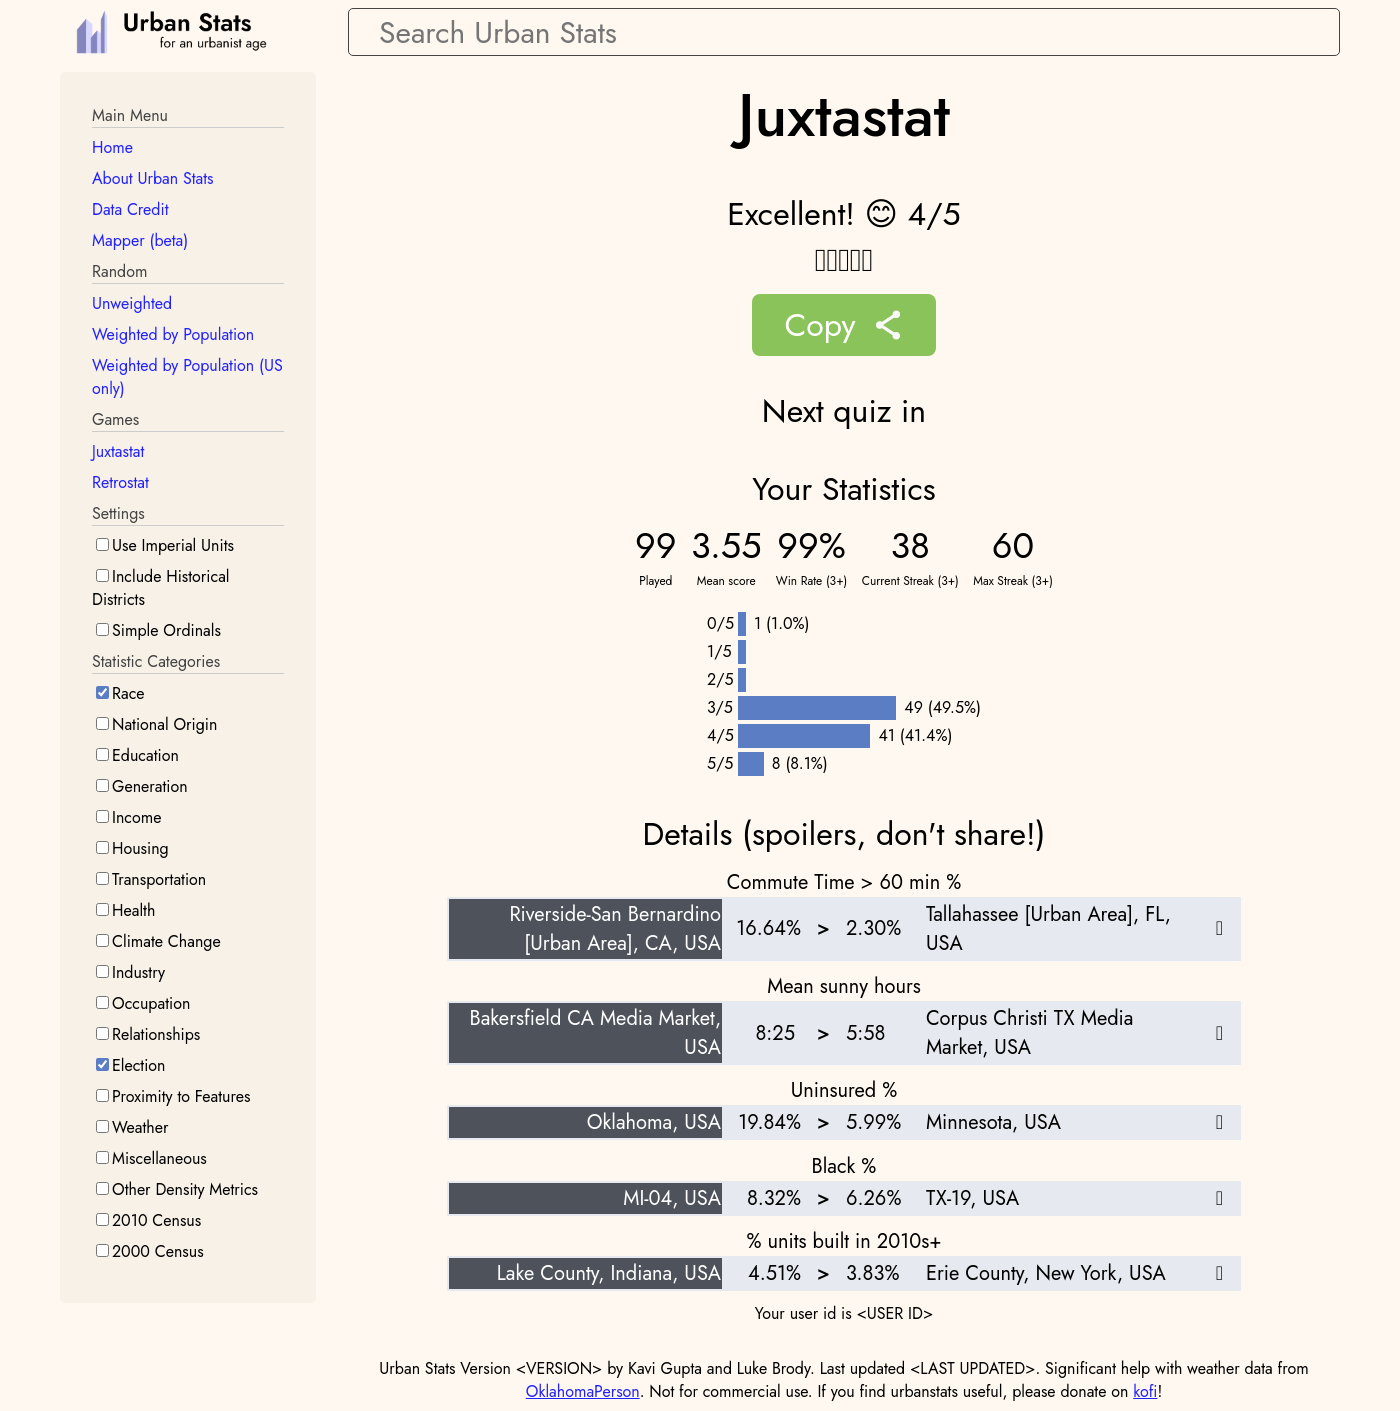 Urban Stats
for an urbanist age
Search Urban Stats
Main Menu
Home
About Urban Stats
Data Credit
Mapper (beta)
Random
Unweighted
Weighted by Population
Weighted by Population (US
only)
Games
Juxtastat
Retrostat
Settings
Use Imperial Units
Include Historical
Districts
Simple Ordinals
Statistic Categories
Race
National Origin
Education
Generation
Income
Housing
Transportation
Health
Climate Change
Industry
Occupation
Relationships
Election
Proximity to Features
Weather
Miscellaneous
Other Density Metrics
2010 Census
2000 Census
Juxtastat
Excellent! 😊 4/5
Copy
Next quiz in
Your Statistics
99 3.55 99% 38 60
Played Mean score Win Rate (3+) Current Streak (3+) Max Streak (3+)
0/5 1 (1.0%)
1/5
2/5
3/5 49 (49.5%)
4/5 41 (41.4%)
5/5 8 (8.1%)
Details (spoilers, don't share!)
Commute Time > 60 min %
Riverside-San Bernardino
[Urban Area], CA, USA
16.64% > 2.30%
Tallahassee [Urban Area], FL,
USA
Mean sunny hours
Bakersfield CA Media Market,
USA
8:25 > 5:58
Corpus Christi TX Media
Market, USA
Uninsured %
Oklahoma, USA 19.84% > 5.99% Minnesota, USA
Black %
MI-04, USA 8.32% > 6.26% TX-19, USA
% units built in 2010s+
Lake County, Indiana, USA 4.51% > 3.83% Erie County, New York, USA
Your user id is <USER ID>
Urban Stats Version <VERSION> by Kavi Gupta and Luke Brody. Last updated <LAST UPDATED>. Significant help with weather data from
OklahomaPerson. Not for commercial use. If you find urbanstats useful, please donate on kofi!